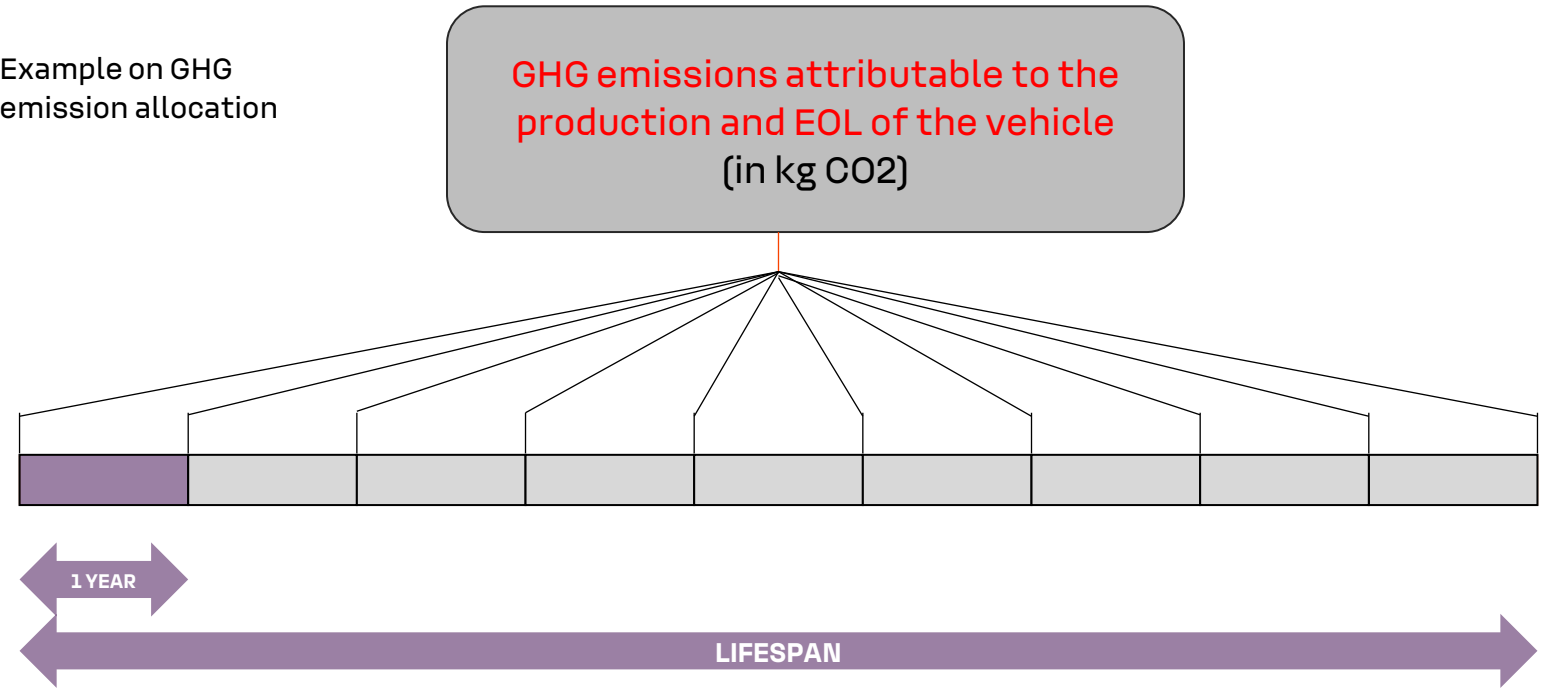 Example on GHG
emission allocation
GHG emissions attributable to the
production and EOL of the vehicle
(in kg CO2)
1 YEAR
LIFESPAN